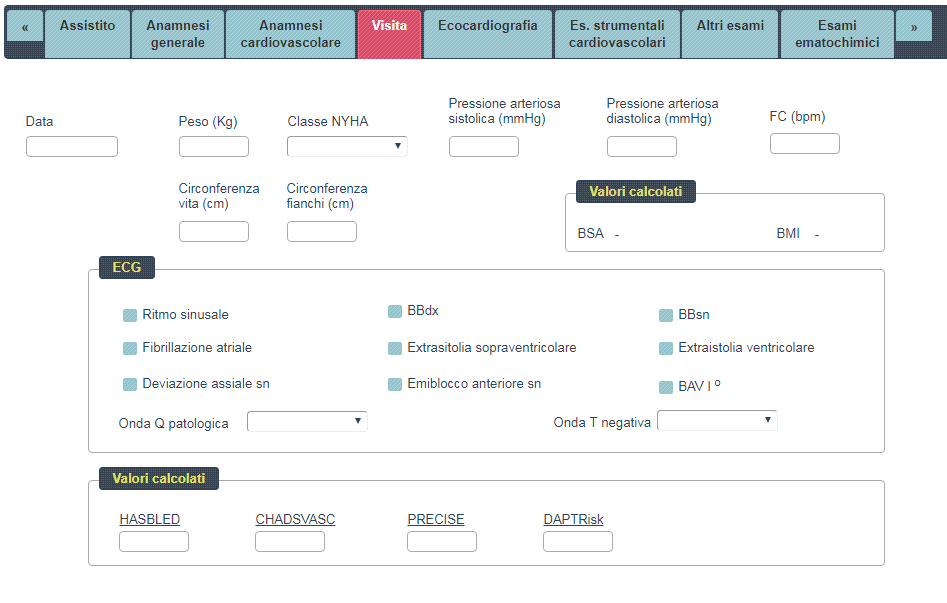 «
Assistito
Anamnesi
generale
Anamnesi
cardiovascolare
Visita
Ecocardiografia
Es. strumentali
cardiovascolari
Altri esami
Esami
ematochimici
»
Data
Peso (Kg)
Classe NYHA
Pressione arteriosa
sistolica (mmHg)
Pressione arteriosa
diastolica (mmHg)
FC (bpm)
Circonferenza
vita (cm)
Circonferenza
fianchi (cm)
Valori calcolati
BSA -
BMI -
ECG
Ritmo sinusale
BBdx
BBsn
Fibrillazione atriale
Extrasitolia sopraventricolare
Extraistolia ventricolare
Deviazione assiale sn
Emiblocco anteriore sn
BAV I º
Onda Q patologica
Onda T negativa
Valori calcolati
HASBLED
CHADSVASC
PRECISE
DAPTRisk